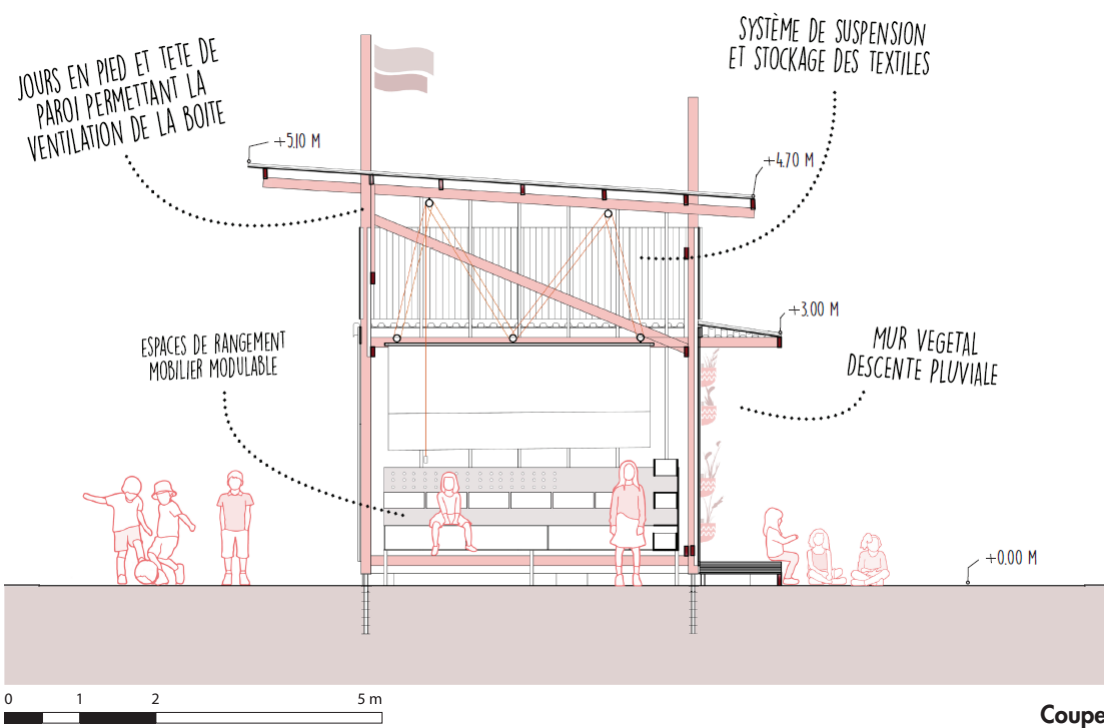 JOURS EN PIED ET TETE DE
PAROI PERMETTANT LA
VENTILATION DE LA BOITE
SYSTÈME DE SUSPENSION
ET STOCKAGE DES TEXTILES
+5.10 M
+4.70 M
+3.00 M
ESPACES DE RANGEMENT
MOBILIER MODULABLE
MUR VEGETAL
DESCENTE PLUVIALE
+0.00 M
0 1 2 5 m
Coupe